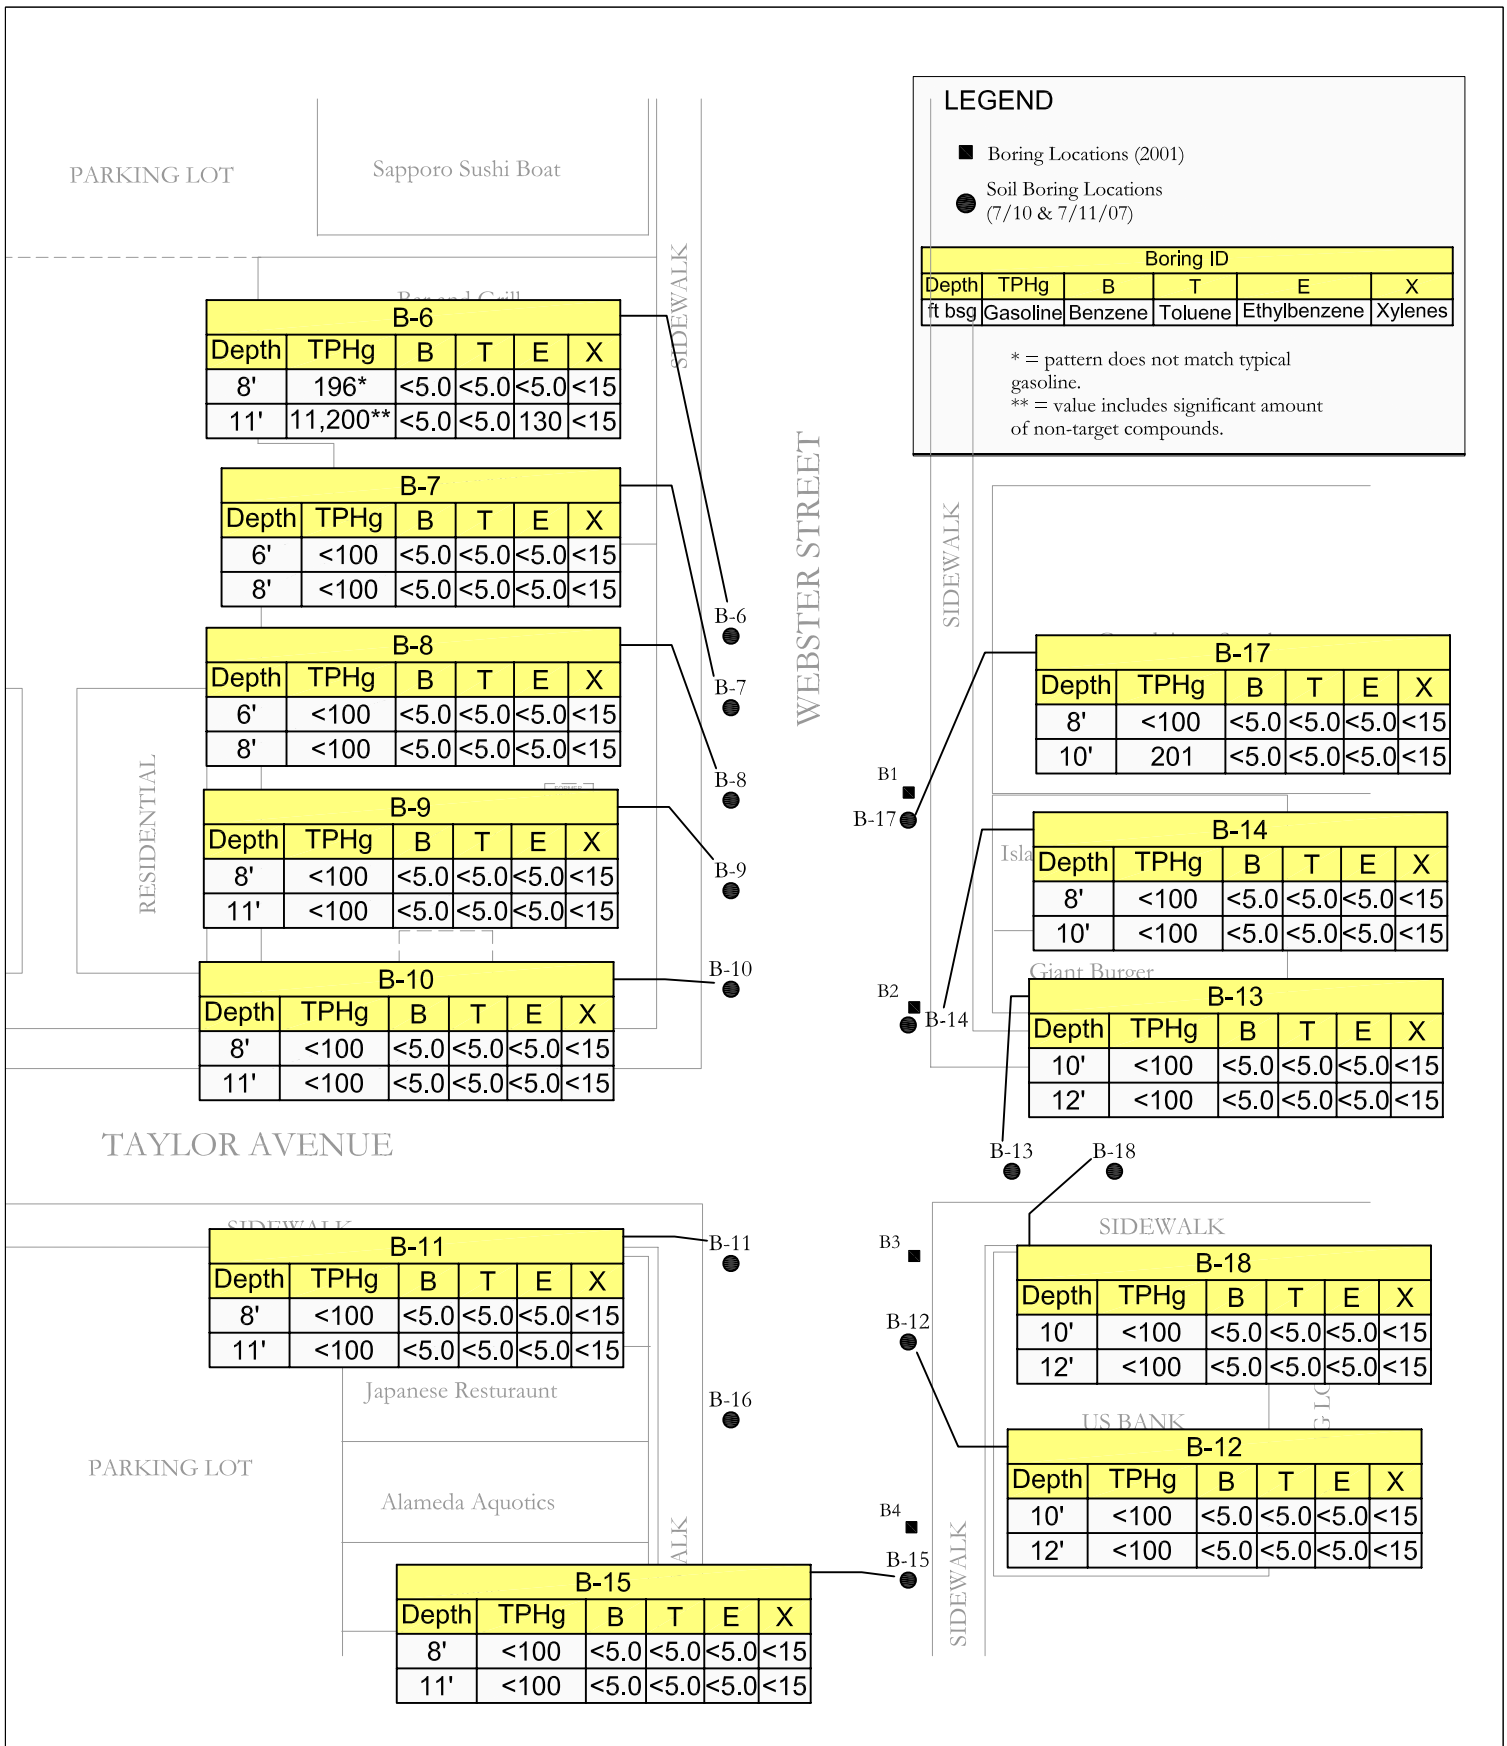 LEGEND
Boring Locations (2001)
Soil Boring Locations
(7/10 & 7/11/07)
Boring ID
Depth TPHg B T E X
ft bsg Gasoline Benzene Toluene Ethylbenzene Xylenes
* = pattern does not match typical
gasoline.
** = value includes significant amount
of non-target compounds.
PARKING LOT
Sapporo Sushi Boat
SIDEWALK
Bar and Grill
B-6
Depth TPHg B T E X
8' 196* <5.0 <5.0 <5.0 <15
11' 11,200** <5.0 <5.0 130 <15
B-7
Depth TPHg B T E X
6' <100 <5.0 <5.0 <5.0 <15
8' <100 <5.0 <5.0 <5.0 <15
B-8
Depth TPHg B T E X
6' <100 <5.0 <5.0 <5.0 <15
8' <100 <5.0 <5.0 <5.0 <15
B-9
Depth TPHg B T E X
8' <100 <5.0 <5.0 <5.0 <15
11' <100 <5.0 <5.0 <5.0 <15
B-10
Depth TPHg B T E X
8' <100 <5.0 <5.0 <5.0 <15
11' <100 <5.0 <5.0 <5.0 <15
RESIDENTIAL
B-6
B-7
B-8
B-9
B-10
WEBSTER STREET
SIDEWALK
B1
B-17
B-17
Depth TPHg B T E X
8' <100 <5.0 <5.0 <5.0 <15
10' 201 <5.0 <5.0 <5.0 <15
Isla
B-14
Depth TPHg B T E X
8' <100 <5.0 <5.0 <5.0 <15
10' <100 <5.0 <5.0 <5.0 <15
Giant Burger
B2
B-14
B-13
Depth TPHg B T E X
10' <100 <5.0 <5.0 <5.0 <15
12' <100 <5.0 <5.0 <5.0 <15
TAYLOR AVENUE
B-13
B-18
SIDEWALK
SIDEWALK
B-11
Depth TPHg B T E X
8' <100 <5.0 <5.0 <5.0 <15
11' <100 <5.0 <5.0 <5.0 <15
B-11
B3
B-12
B-18
Depth TPHg B T E X
10' <100 <5.0 <5.0 <5.0 <15
12' <100 <5.0 <5.0 <5.0 <15
Japanese Resturaunt
B-16
US BANK
G LO
B-12
Depth TPHg B T E X
10' <100 <5.0 <5.0 <5.0 <15
12' <100 <5.0 <5.0 <5.0 <15
PARKING LOT
Alameda Aquotics
ALK
B4
B-15
SIDEWALK
B-15
Depth TPHg B T E X
8' <100 <5.0 <5.0 <5.0 <15
11' <100 <5.0 <5.0 <5.0 <15